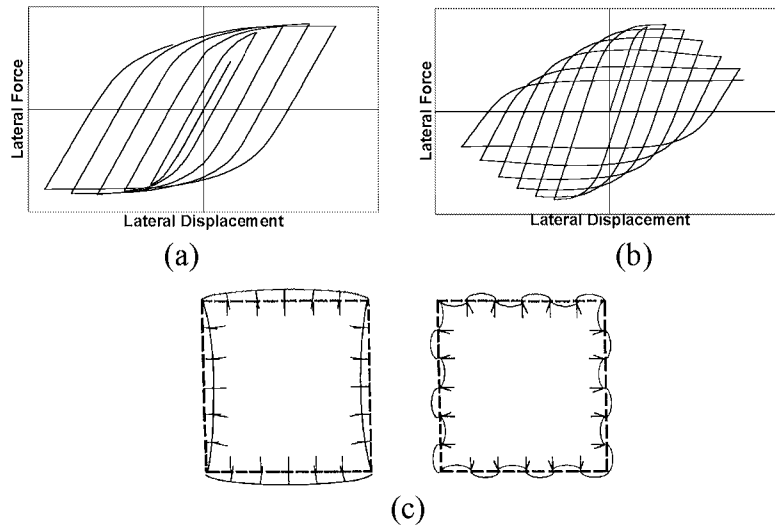 Lateral Force
Lateral Displacement
(a)
Lateral Force
Lateral Displacement
(b)
(c)